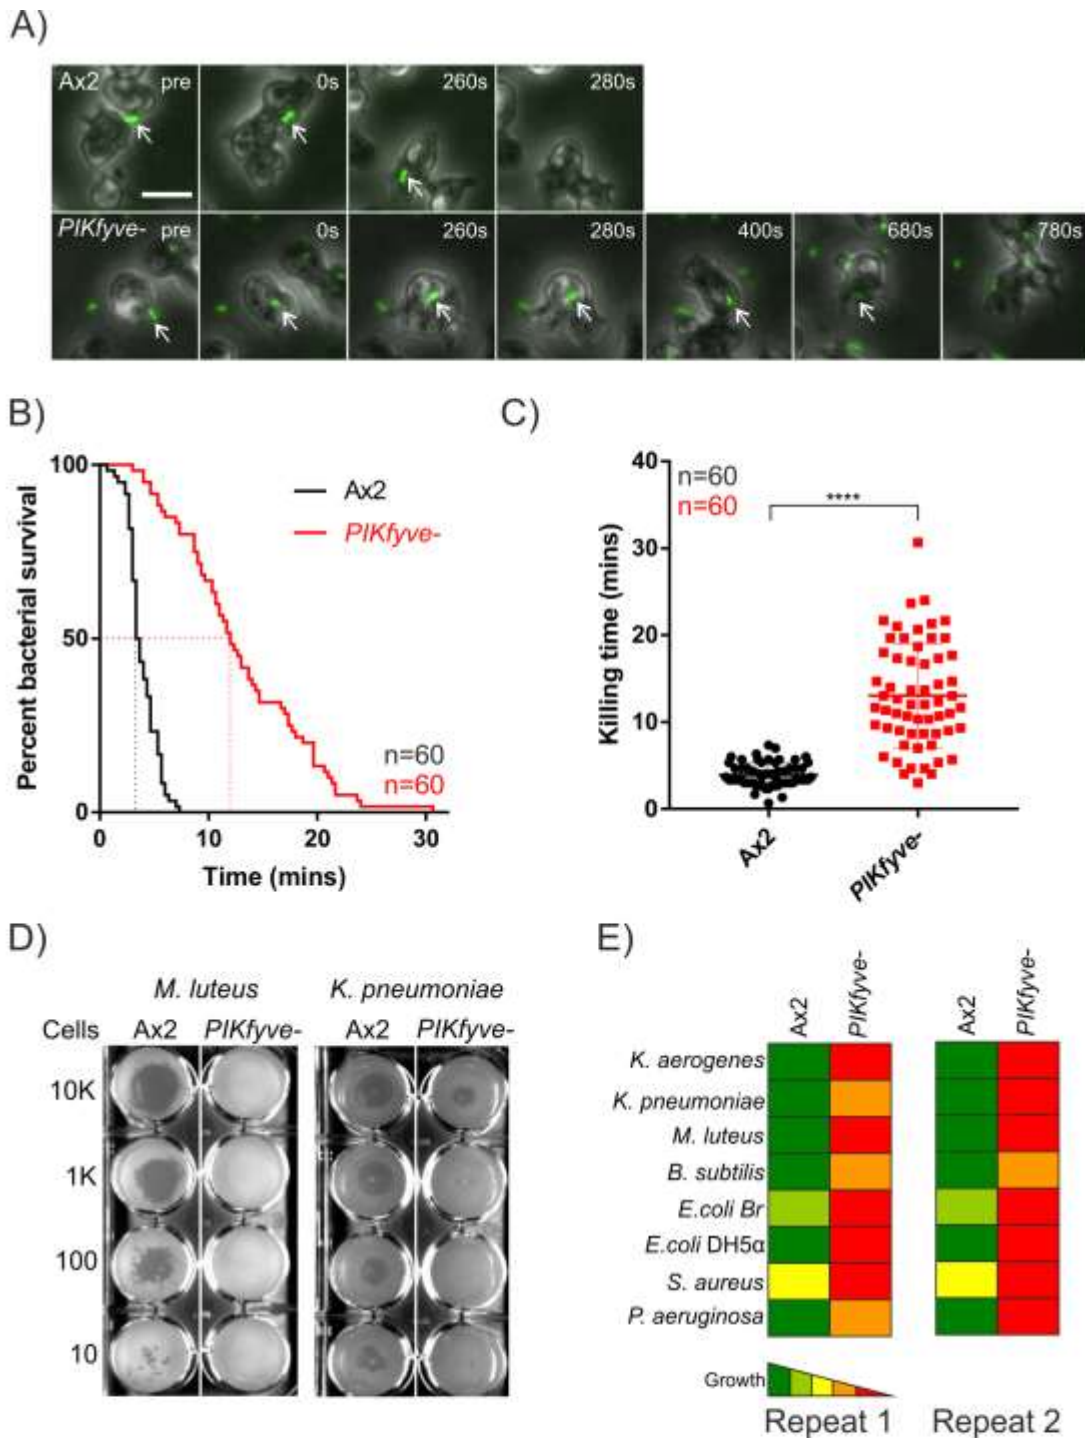 A)
Ax2 pre 0s 260s 280s
PIKfyve- pre 0s 260s 280s 400s 680s 780s
B)
100
50
0
Percent bacterial survival
0 10 20 30
Time (mins)
Ax2
PIKfyve-
n=60
n=60
C)
40
30
20
10
0
Killing time (mins)
n=60
n=60
****
Ax2
PIKfyve-
D)
M. luteus K. pneumoniae
Cells Ax2 PIKfyve- Ax2 PIKfyve-
10K
1K
100
10
E)
Ax2 PIKfyve- Ax2 PIKfyve-
K. aerogenes
K. pneumoniae
M. luteus
B. subtilis
E.coli Br
E.coli DH5α
S. aureus
P. aeruginosa
Growth
Repeat 1 Repeat 2